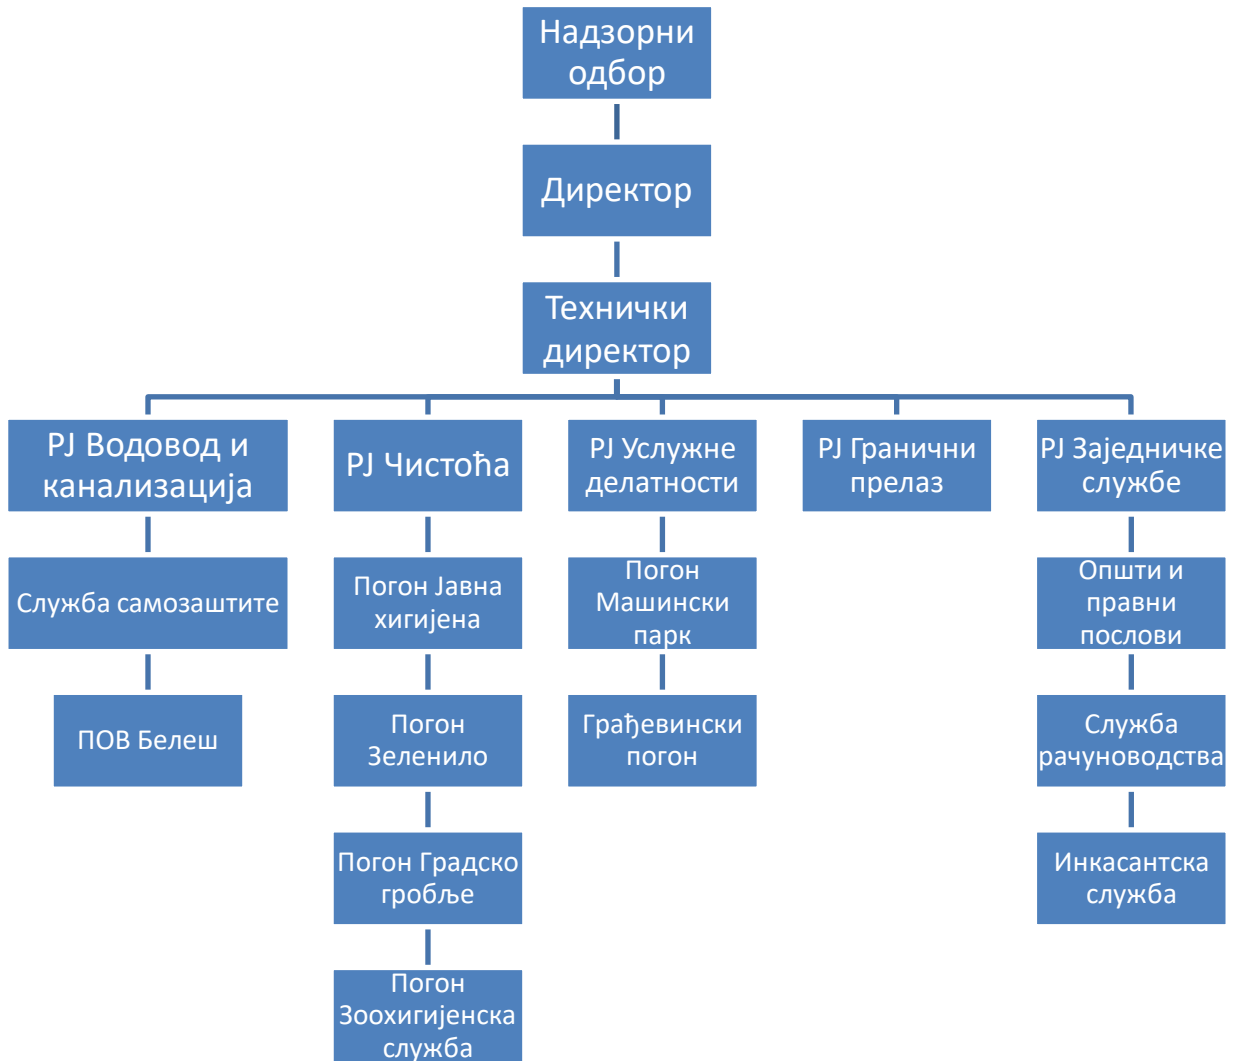 Надзорни
одбор
Директор
Технички
директор
РЈ Водовод и
канализација
РЈ Чистоћа
РЈ Услужне
делатности
РЈ Гранични
прелаз
РЈ Заједничке
службе
Служба самозаштите
Погон Јавна
хигијена
Погон
Машински
парк
Општи и
правни
послови
ПОВ Белеш
Погон
Зеленило
Грађевински
погон
Служба
рачуноводства
Погон Градско
гробље
Инкасантска
служба
Погон
Зоохигијенска
служба